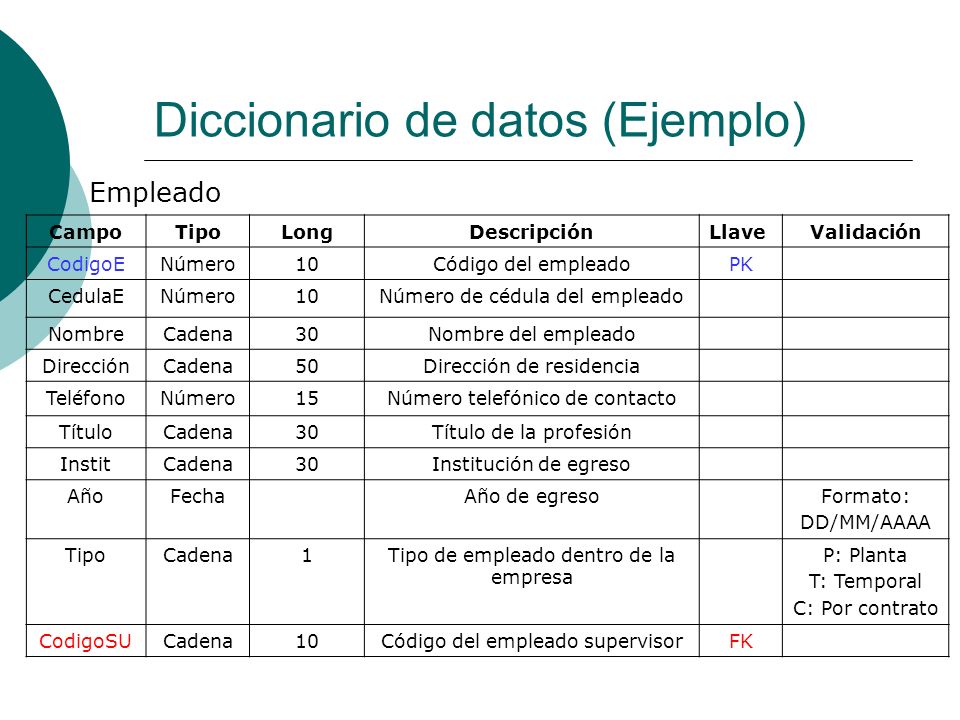 Diccionario de datos (Ejemplo)
Empleado
Campo Tipo Long Descripción Llave Validación
CodigoE Número 10 Código del empleado PK
CedulaE Número 10 Número de cédula del empleado
Nombre Cadena 30 Nombre del empleado
Dirección Cadena 50 Dirección de residencia
Teléfono Número 15 Número telefónico de contacto
Título Cadena 30 Título de la profesión
Instit Cadena 30 Institución de egreso
Año Fecha Año de egreso Formato:
DD/MM/AAAA
Tipo Cadena 1 Tipo de empleado dentro de la
empresa
P: Planta
T: Temporal
C: Por contrato
CodigoSU Cadena 10 Código del empleado supervisor FK